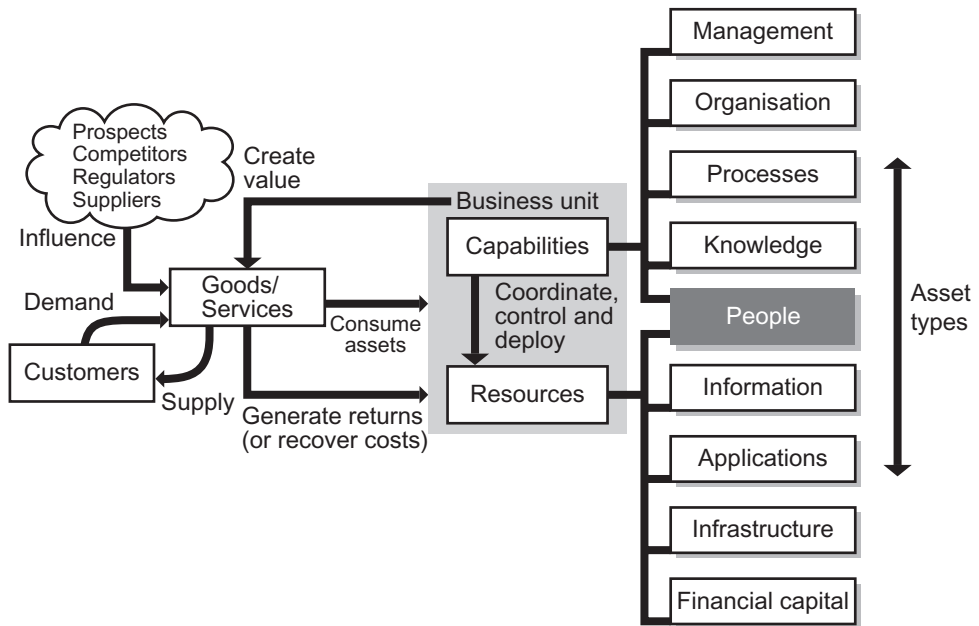 Prospects
Competitors
Regulators
Suppliers
Influence
Demand
Customers
Supply
Create
value
Goods/
Services
Consume
assets
Generate returns
(or recover costs)
Business unit
Capabilities
Coordinate,
control and
deploy
Resources
Management
Organisation
Processes
Knowledge
People
Information
Applications
Infrastructure
Financial capital
Asset
types